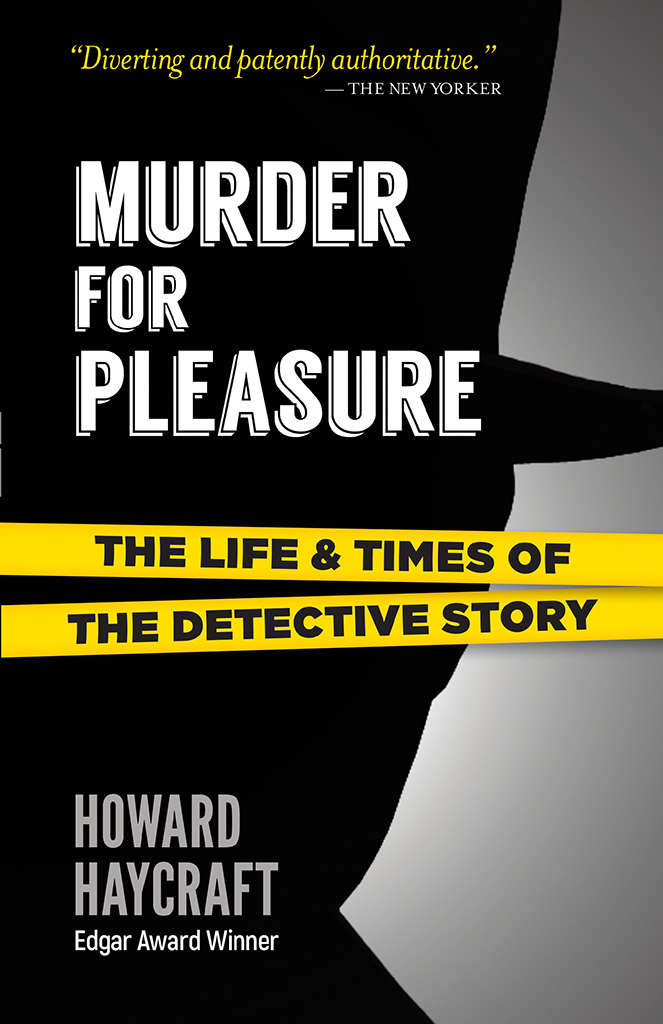 “Diverting and patently authoritative.”
— THE NEW YORKER
MURDER
FOR
PLEASURE
THE LIFE & TIMES OF
THE DETECTIVE STORY
HOWARD
HAYCRAFT
Edgar Award Winner